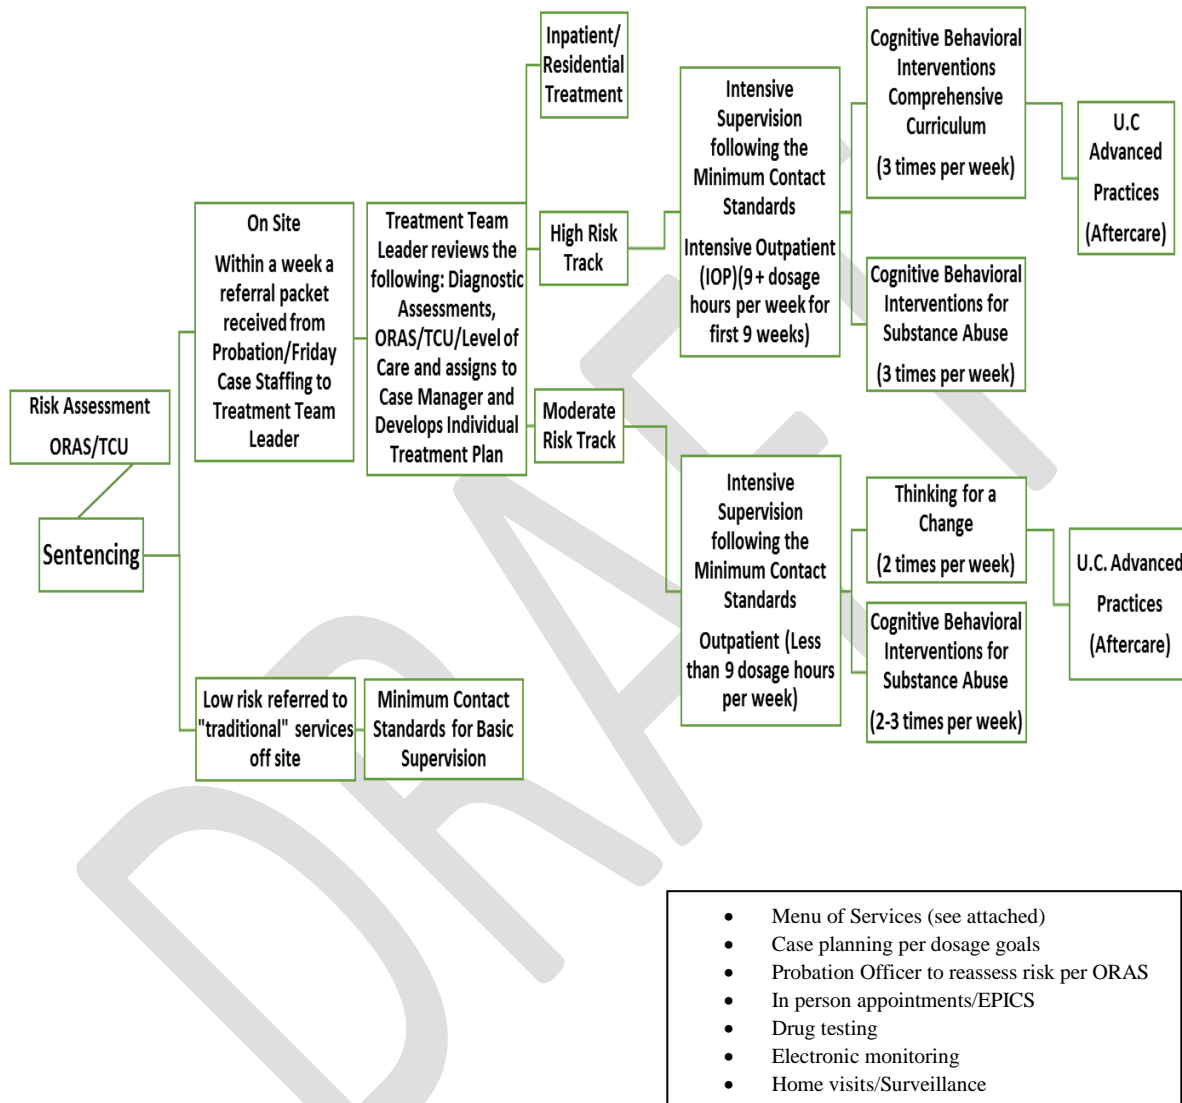 Risk Assessment
ORAS/TCU
Sentencing
On Site
Within a week a
referral packet
received from
Probation/Friday
Case Staffing to
Treatment Team
Leader
Low risk referred to
"traditional" services
off site
Minimum Contact
Standards for Basic
Supervision
Treatment Team
Leader reviews the
following: Diagnostic
Assessments,
ORAS/TCU/Level of
Care and assigns to
Case Manager and
Develops Individual
Treatment Plan
Inpatient/
Residential
Treatment
High Risk
Track
Moderate
Risk Track
Intensive
Supervision
following the
Minimum Contact
Standards
Intensive Outpatient
(IOP)(9 + dosage
hours per week for
first 9 weeks)
Intensive
Supervision
following the
Minimum Contact
Standards
Outpatient (Less
than 9 dosage hours
per week)
Cognitive Behavioral
Interventions
Comprehensive
Curriculum
(3 times per week)
Cognitive Behavioral
Interventions for
Substance Abuse
(3 times per week)
U.C
Advanced
Practices
(Aftercare)
Thinking for a
Change
(2 times per week)
Cognitive Behavioral
Interventions for
Substance Abuse
(2-3 times per week)
U.C. Advanced
Practices
(Aftercare)
• Menu of Services (see attached)
• Case planning per dosage goals
• Probation Officer to reassess risk per ORAS
• In person appointments/EPICS
• Drug testing
• Electronic monitoring
• Home visits/Surveillance
DRAFT